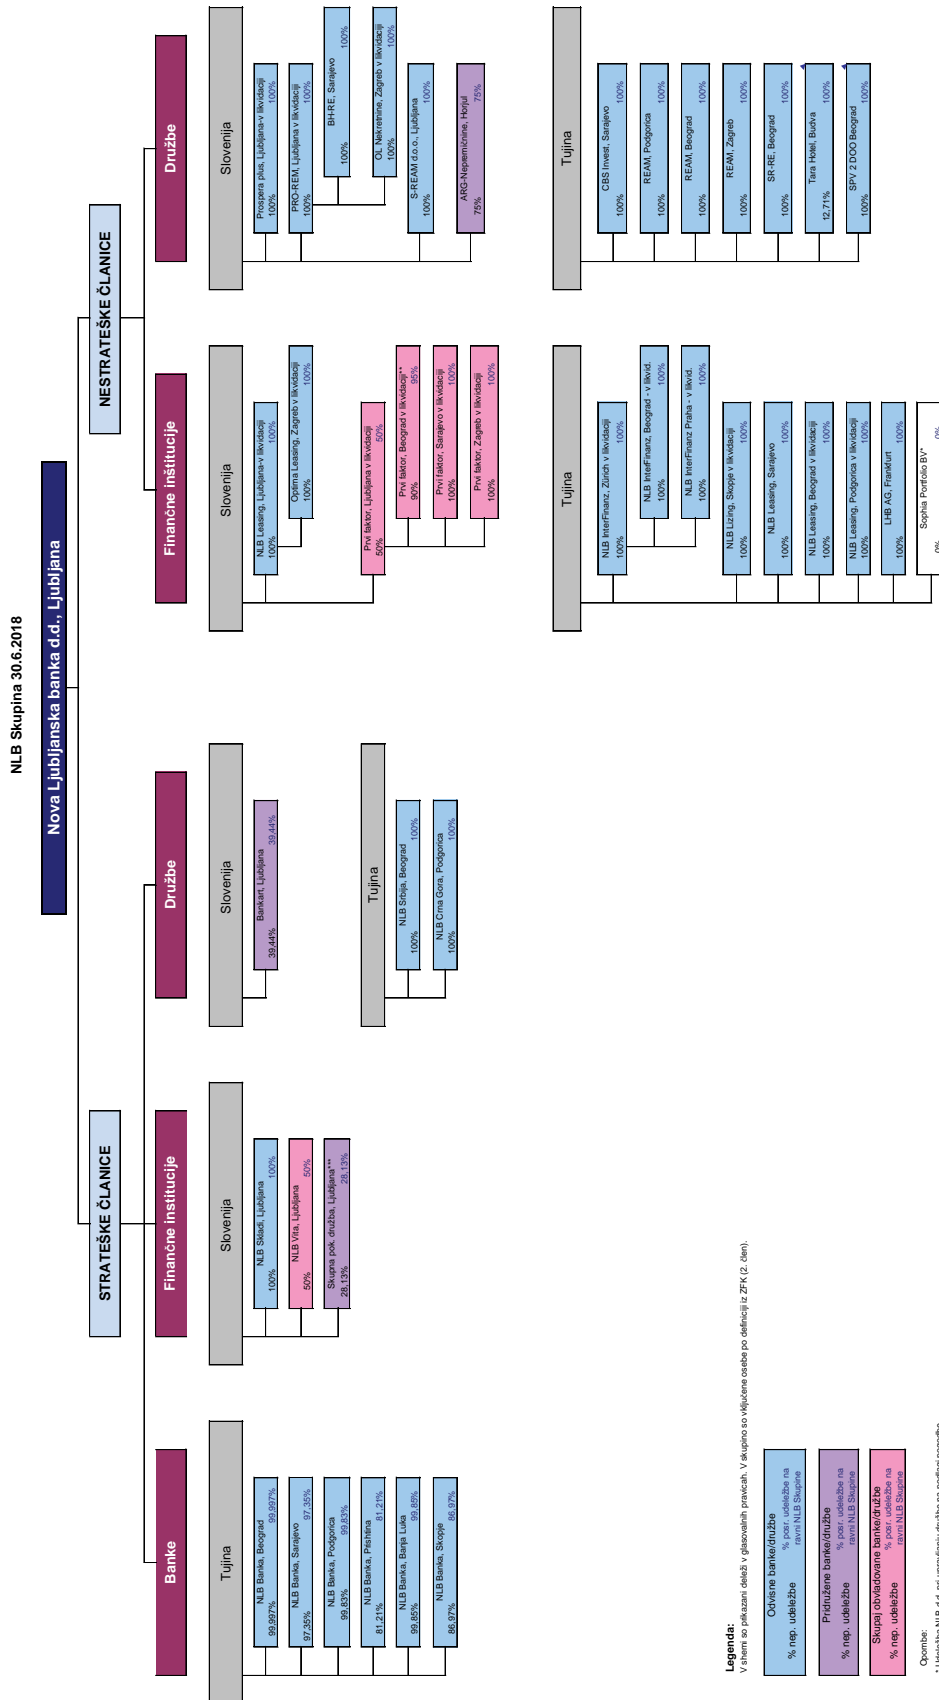 NLB Skupina 30.6.2018
Nova Ljubljanska banka d.d., Ljubljana
STRATEŠKE ČLANICE
NESTRATEŠKE ČLANICE
Banke
Finančne institucije
Družbe
Finančne inštitucije
Družbe
Tujina
NLB Banka, Beograd
99,997% 99,997%
NLB Banka, Sarajevo
97,35% 97,35%
NLB Banka, Podgorica
99,83% 99,83%
NLB Banka, Prishtina
81,21% 81,21%
NLB Banka, Banja Luka
99,85% 99,85%
NLB Banka, Skopje
86,97% 86,97%
Slovenija
NLB Skladi, Ljubljana
100% 100%
NLB Vita, Ljubljana
50% 50%
Skupna pok. družba, Ljubljana***
28,13% 28,13%
Slovenija
Bankart, Ljubljana
39,44% 39,44%
Tujina
NLB Srbija, Beograd
100% 100%
NLB Crna Gora, Podgorica
100% 100%
Slovenija
NLB Leasing, Ljubljana-v likvidaciji
100% 100%
Optima Leasing, Zagreb v likvidaciji
100% 100%
Prvi faktor, Ljubljana v likvidaciji
50% 50%
Prvi faktor, Beograd v likvidaciji**
90% 95%
Prvi faktor, Sarajevo v likvidaciji
100% 100%
Prvi faktor, Zagreb v likvidaciji
100% 100%
Tujina
NLB InterFinanz, Zürich v likvidaciji
100% 100%
NLB InterFinanz, Beograd - v likvid.
100% 100%
NLB InterFinanz Praha - v likvid.
100% 100%
NLB Lizing, Skopje v likvidaciji
100% 100%
NLB Leasing, Sarajevo
100% 100%
NLB Leasing, Beograd v likvidaciji
100% 100%
NLB Leasing, Podgorica v likvidaciji
100% 100%
LHB AG, Frankfurt
100% 100%
Sophia Portfolio BV*
0% 0%
Slovenija
Prospera plus, Ljubljana-v likvidaciji
100% 100%
PRO-REM, Ljubljana v likvidaciji
100% 100%
BH-RE, Sarajevo
100% 100%
OL Nekretnine, Zagreb v likvidaciji
100% 100%
S-REAM d.o.o., Ljubljana
100% 100%
ARG-Nepremičnine, Horjul
75% 75%
Tujina
CBS Invest, Sarajevo
100% 100%
REAM, Podgorica
100% 100%
REAM, Beograd
100% 100%
REAM, Zagreb
100% 100%
SR-RE, Beograd
100% 100%
Tara Hotel, Budva
12,71% 100%
SPV 2 DOO Beograd
100% 100%
Legenda:
V shemi so prikazani deleži v glasovalnih pravicah. V skupino so vključene osebe po definiciji iz ZFK (2. člen).
Odvisne banke/družbe
% nep. udeležbe % posr. udeležbe na
ravni NLB Skupine
Pridružene banke/družbe
% nep. udeležbe % posr. udeležbe na
ravni NLB Skupine
Skupaj obvladovane banke/družbe
% nep. udeležbe % posr. udeležbe na
ravni NLB Skupine
Opombe: